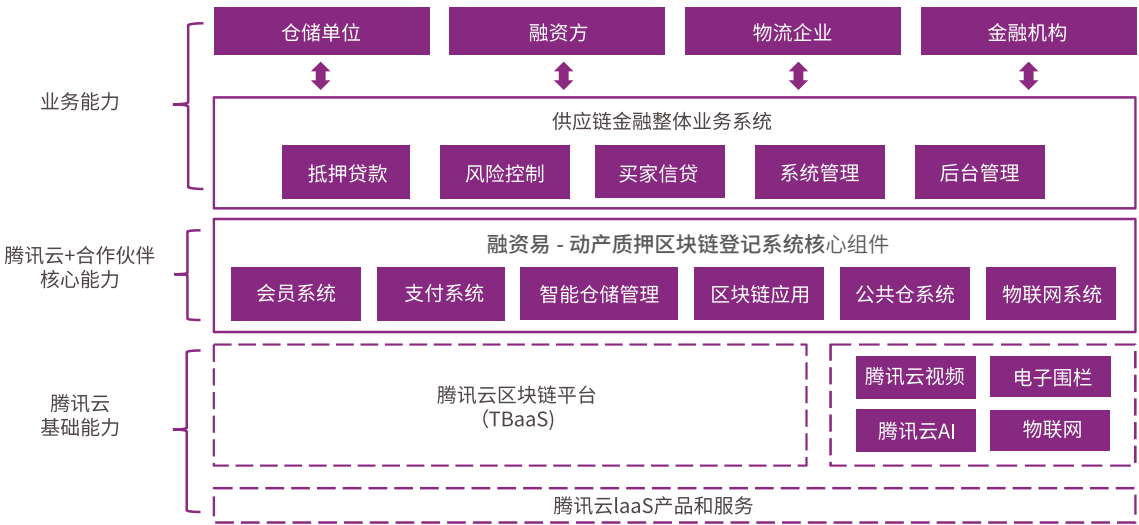 仓储单位
融资方
物流企业
金融机构
业务能力
供应链金融整体业务系统
抵押贷款
风险控制
买家信贷
系统管理
后台管理
腾讯云+合作伙伴
核心能力
融资易 - 动产质押区块链登记系统核心组件
会员系统
支付系统
智能仓储管理
区块链应用
公共仓系统
物联网系统
腾讯云
基础能力
腾讯云区块链平台
（TBaaS)
腾讯云视频
电子围栏
腾讯云AI
物联网
腾讯云laaS产品和服务